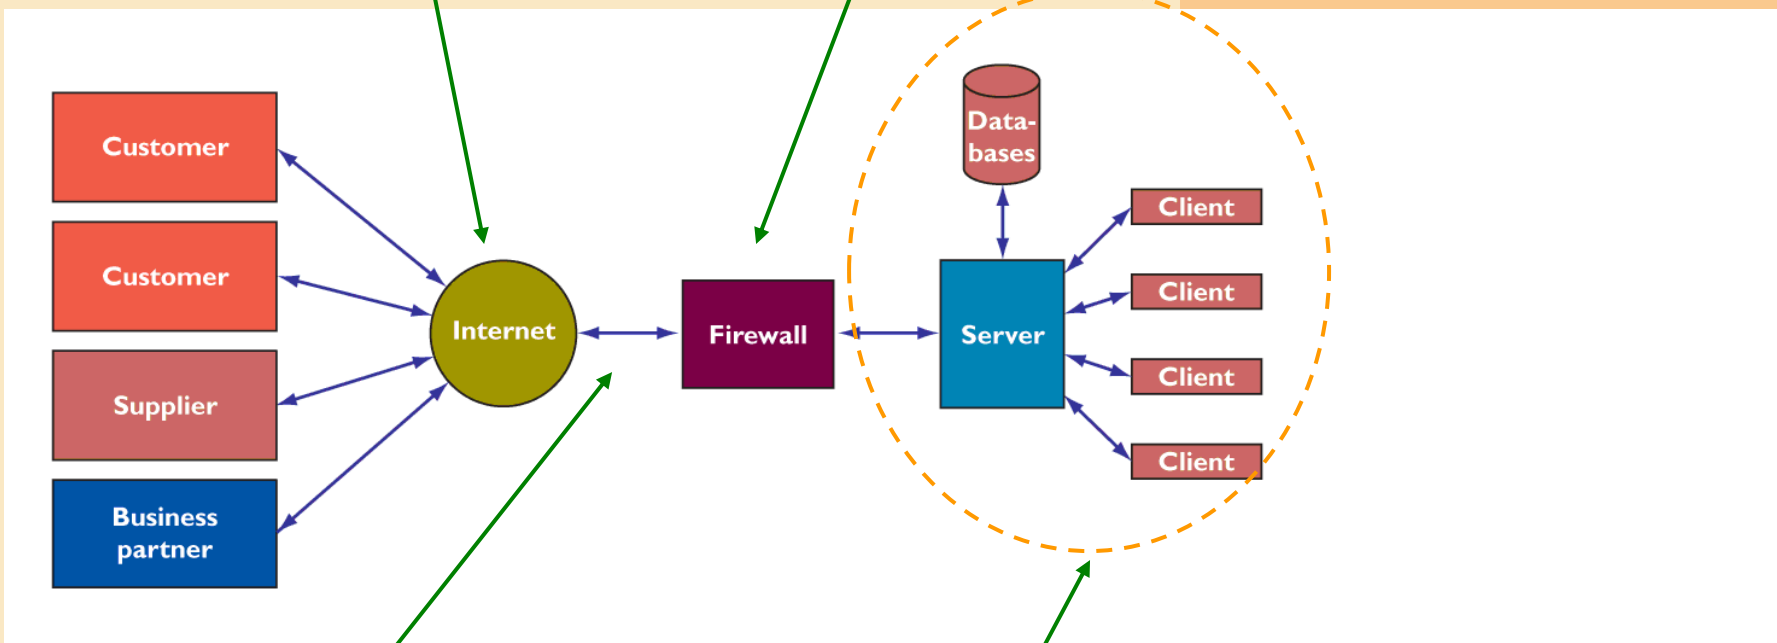 Customer
Customer
Supplier
Business
partner
Internet
Firewall
Data-
bases
Server
Client
Client
Client
Client